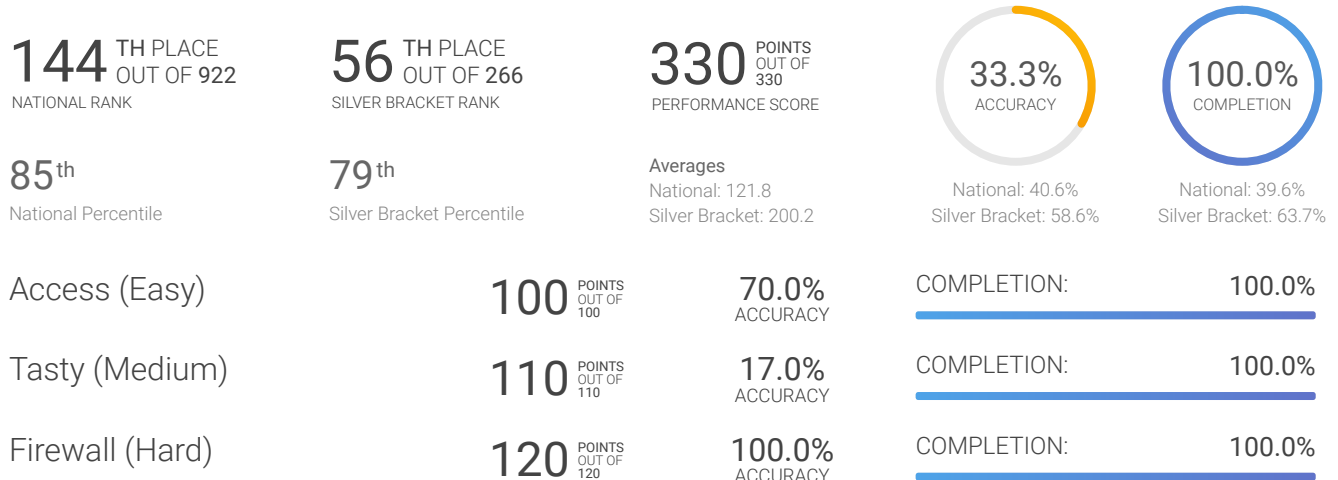 144 TH PLACE OUT OF 922
NATIONAL RANK
85th
National Percentile
56 TH PLACE OUT OF 266
SILVER BRACKET RANK
79th
Silver Bracket Percentile
330 POINTS OUT OF 330
PERFORMANCE SCORE
Averages
National: 121.8
Silver Bracket: 200.2
33.3%
ACCURACY
National: 40.6%
Silver Bracket: 58.6%
100.0%
COMPLETION
National: 39.6%
Silver Bracket: 63.7%
Access (Easy)
100 POINTS OUT OF 100
70.0%
ACCURACY
COMPLETION: 100.0%
Tasty (Medium)
110 POINTS OUT OF 110
17.0%
ACCURACY
COMPLETION: 100.0%
Firewall (Hard)
120 POINTS OUT OF 120
100.0%
ACCURACY
COMPLETION: 100.0%